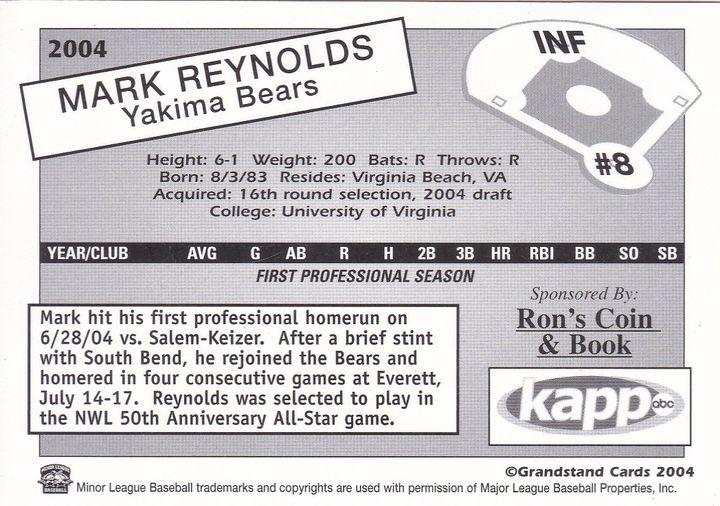 2004
MARK REYNOLDS
Yakima Bears
INF
#8
Height: 6-1 Weight: 200 Bats: R Throws: R
Born: 8/3/83 Resides: Virginia Beach, VA
Acquired: 16th round selection, 2004 draft
College: University of Virginia
YEAR/CLUB AVG G AB R H 2B 3B HR RBI BB SO SB
FIRST PROFESSIONAL SEASON
Mark hit his first professional homerun on
6/28/04 vs. Salem-Keizer. After a brief stint
with South Bend, he rejoined the Bears and
homered in four consecutive games at Everett,
July 14-17. Reynolds was selected to play in
the NWL 50th Anniversary All-Star game.
Sponsored By:
Ron's Coin
& Book
kapp abc
©Grandstand Cards 2004
MINOR LEAGUE
BASEBALL
Minor League Baseball trademarks and copyrights are used with permission of Major League Baseball Properties, Inc.